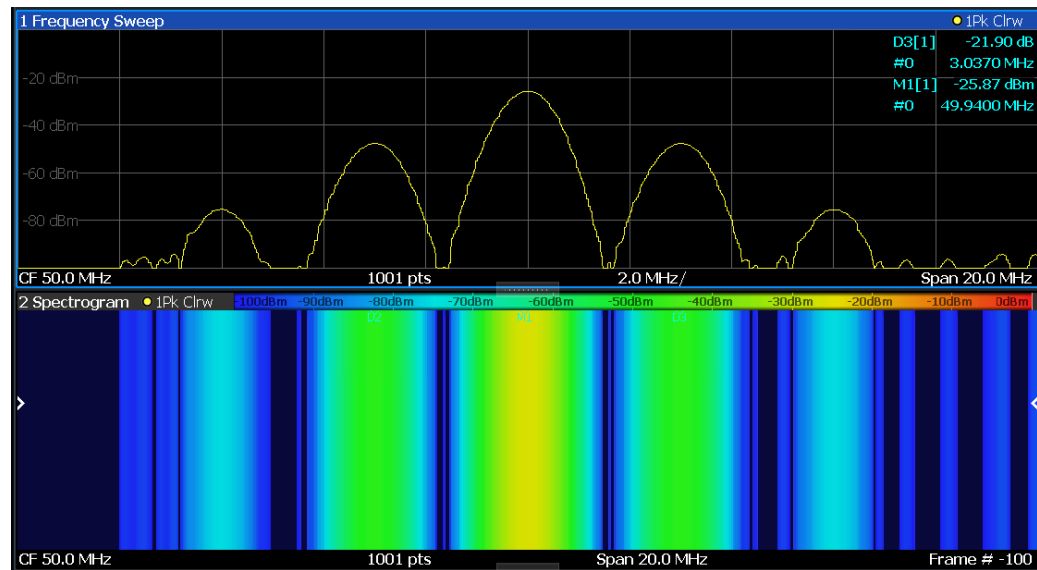 1 Frequency Sweep 1Pk Clrw
D3[1] -21.90 dB
#0 3.0370 MHz
-20 dBm
M1[1] -25.87 dBm
#0 49.9400 MHz
-40 dBm
-60 dBm
-80 dBm
CF 50.0 MHz 1001 pts 2.0 MHz/ Span 20.0 MHz
2 Spectrogram 1Pk Clrw -100dBm -90dBm -80dBm -70dBm -60dBm -50dBm -40dBm -30dBm -20dBm -10dBm 0dBm
D2 M1 D3
CF 50.0 MHz 1001 pts Span 20.0 MHz Frame # -100